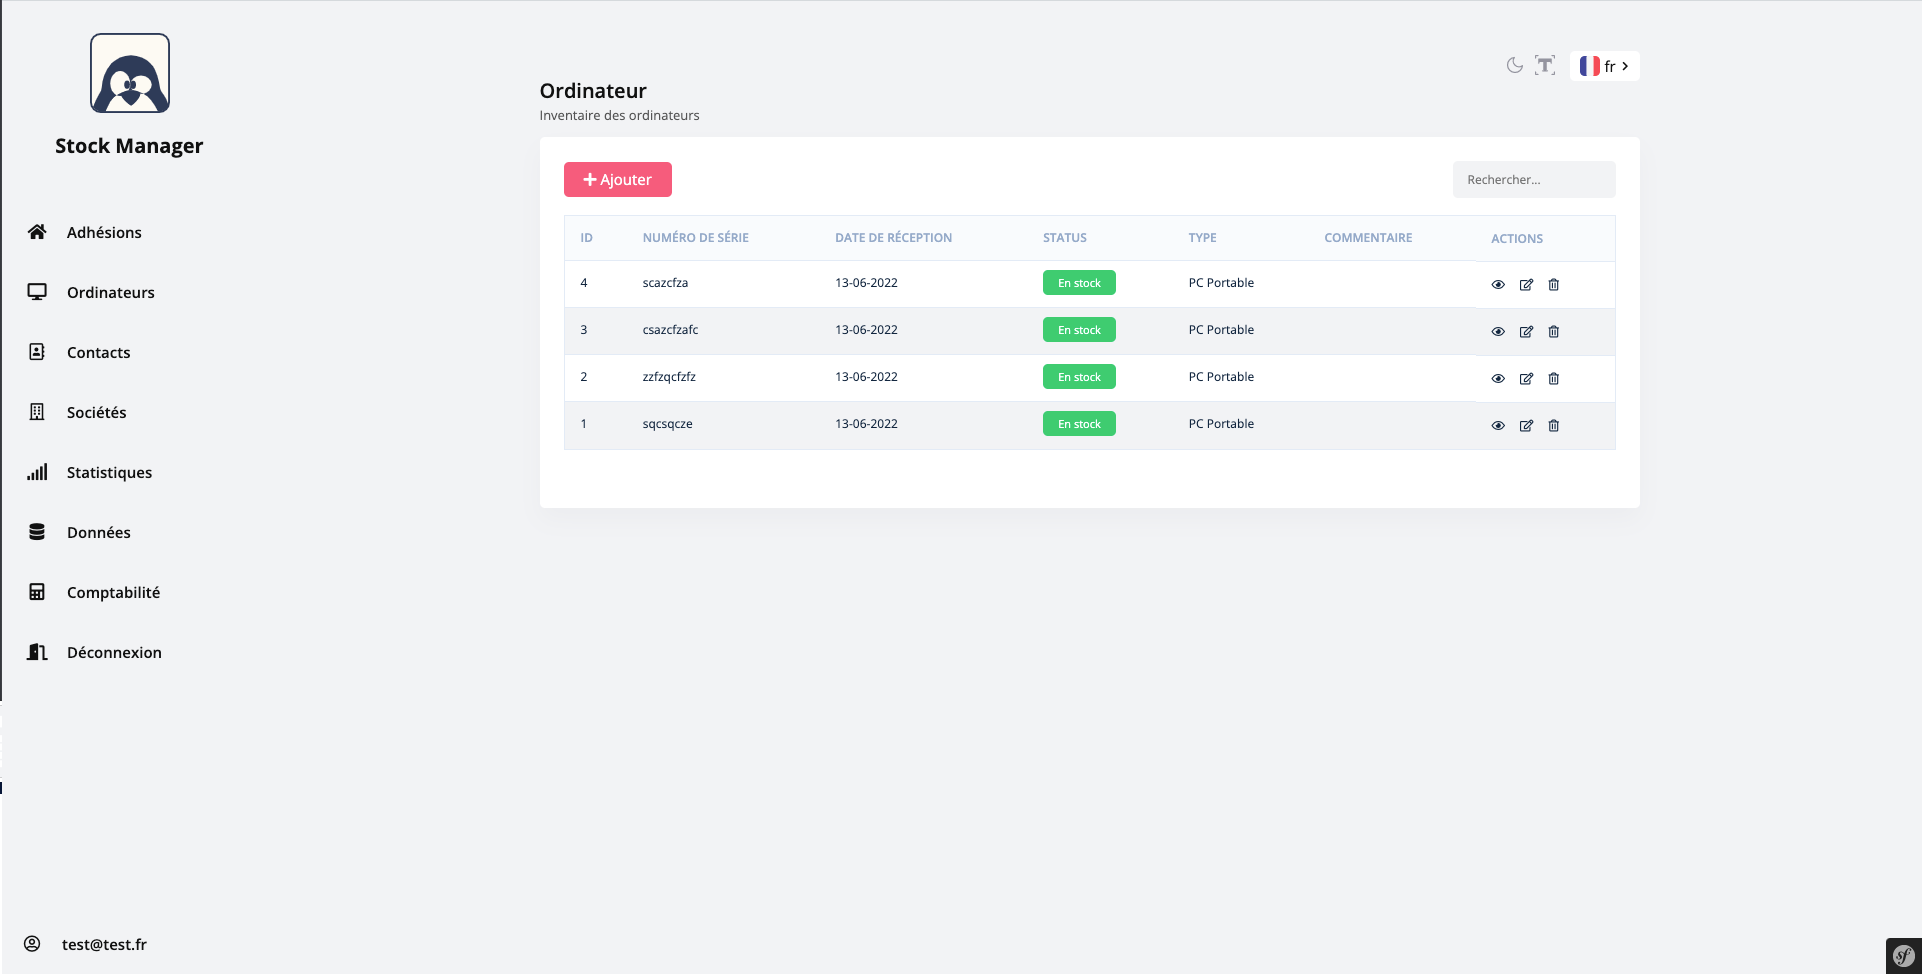 Stock Manager
Adhésions
Ordinateurs
Contacts
Sociétés
Statistiques
Données
Comptabilité
Déconnexion
test@test.fr
fr
Ordinateur
Inventaire des ordinateurs
Ajouter
Rechercher...
ID NUMÉRO DE SÉRIE DATE DE RÉCEPTION STATUS TYPE COMMENTAIRE ACTIONS
4 scazcfza 13-06-2022 En stock PC Portable
3 csazcfzafc 13-06-2022 En stock PC Portable
2 zzfzqcfzfz 13-06-2022 En stock PC Portable
1 sqcsqcze 13-06-2022 En stock PC Portable
sf